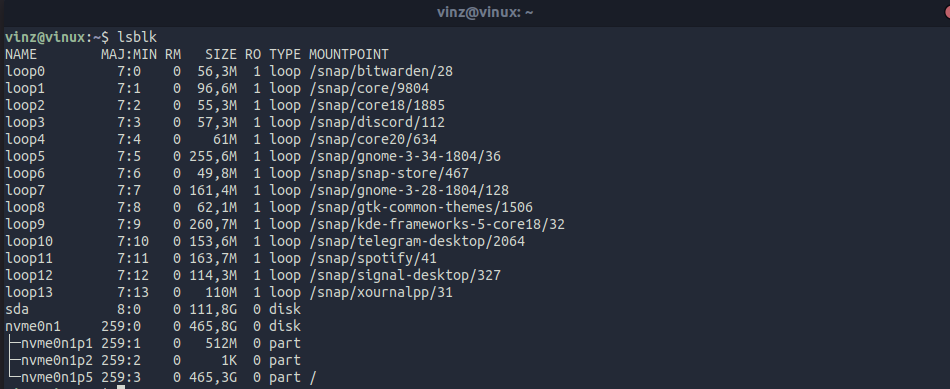 vinz@vinux: ~
vinz@vinux:~$ lsblk
NAME        MAJ:MIN RM   SIZE RO TYPE MOUNTPOINT
loop0         7:0    0  56,3M  1 loop /snap/bitwarden/28
loop1         7:1    0  96,6M  1 loop /snap/core/9804
loop2         7:2    0  55,3M  1 loop /snap/core18/1885
loop3         7:3    0  57,3M  1 loop /snap/discord/112
loop4         7:4    0    61M  1 loop /snap/core20/634
loop5         7:5    0 255,6M  1 loop /snap/gnome-3-34-1804/36
loop6         7:6    0  49,8M  1 loop /snap/snap-store/467
loop7         7:7    0 161,4M  1 loop /snap/gnome-3-28-1804/128
loop8         7:8    0  62,1M  1 loop /snap/gtk-common-themes/1506
loop9         7:9    0 260,7M  1 loop /snap/kde-frameworks-5-core18/32
loop10        7:10   0 153,6M  1 loop /snap/telegram-desktop/2064
loop11        7:11   0 163,7M  1 loop /snap/spotify/41
loop12        7:12   0 114,3M  1 loop /snap/signal-desktop/327
loop13        7:13   0   110M  1 loop /snap/xournalpp/31
sda           8:0    0 111,8G  0 disk
nvme0n1     259:0    0 465,8G  0 disk
├─nvme0n1p1 259:1    0   512M  0 part
├─nvme0n1p2 259:2    0     1K  0 part
└─nvme0n1p5 259:3    0 465,3G  0 part /